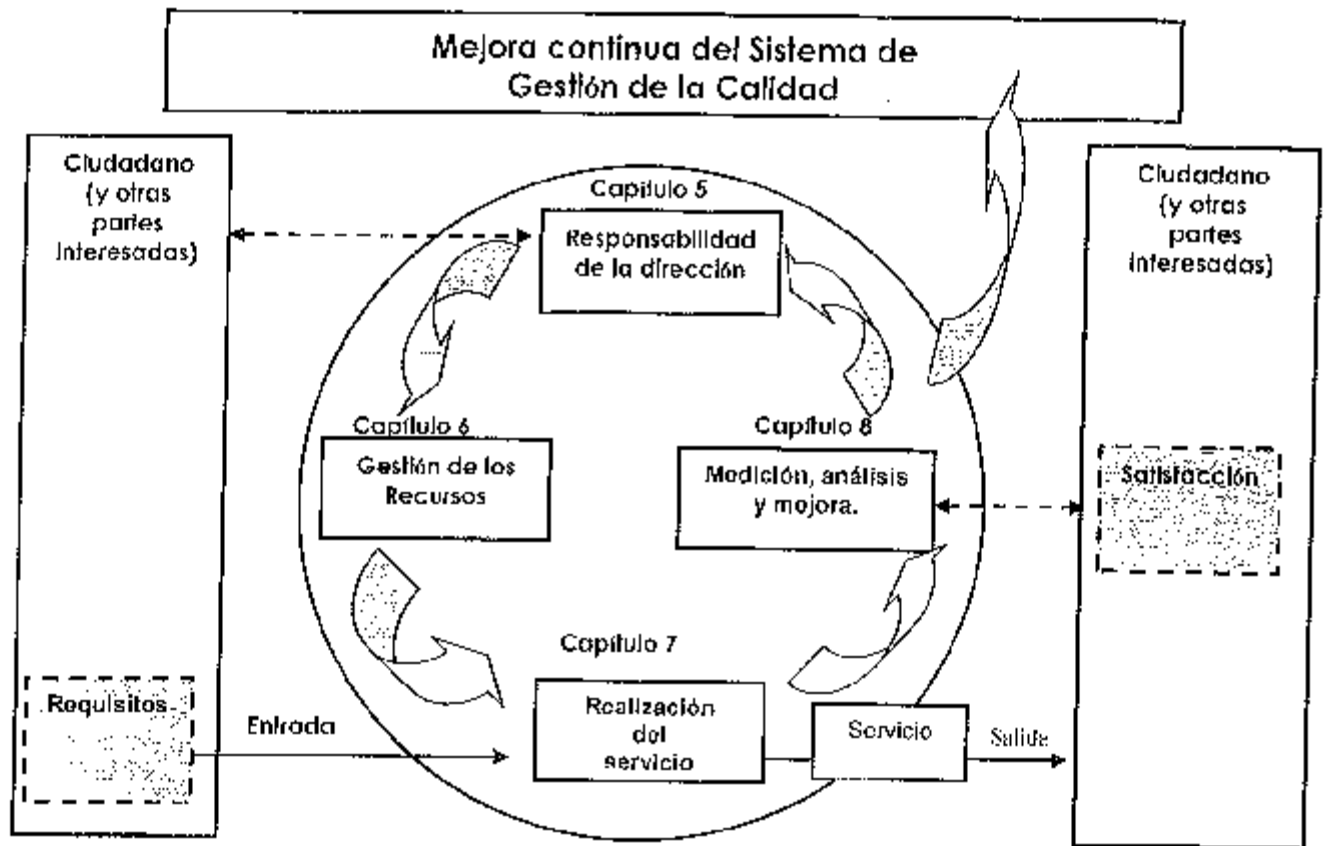 Mejora continua del Sistema de
Gestión de la Calidad
Ciudadano
(y otras
partes
interesadas)
Capítulo 5
Responsabilidad
de la dirección
Ciudadano
(y otras
partes
interesadas)
Capítulo 6
Gestión de los
Recursos
Capítulo 8
Medición, análisis
y mejora.
Satisfacción
Capítulo 7
Requisitos
Entrada
Realización
del
servicio
Servicio
Salida